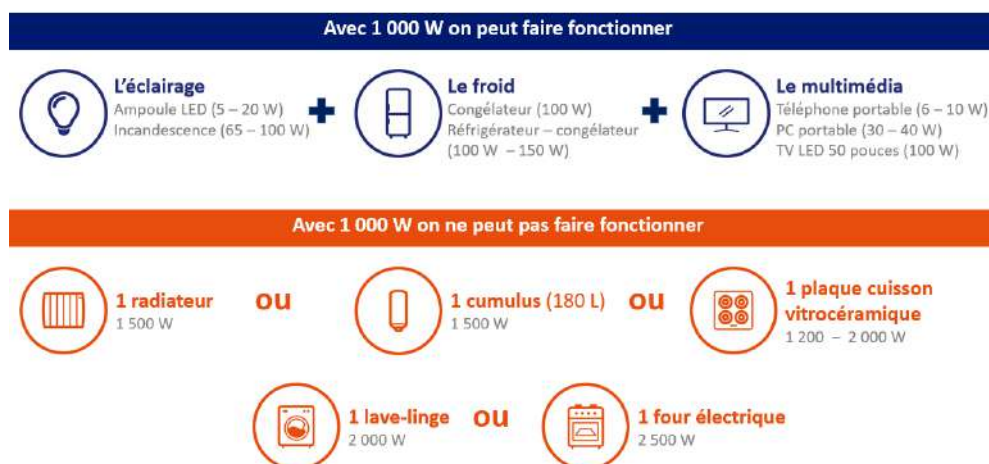 Avec 1 000 W on peut faire fonctionner
L'éclairage
Ampoule LED (5 – 20 W)
Incandescence (65 – 100 W)
+
Le froid
Congélateur (100 W)
Réfrigérateur – congélateur
(100 W – 150 W)
+
Le multimédia
Téléphone portable (6 – 10 W)
PC portable (30 – 40 W)
TV LED 50 pouces (100 W)
Avec 1 000 W on ne peut pas faire fonctionner
1 radiateur
1 500 W
ou
1 cumulus (180 L)
1 500 W
ou
1 plaque cuisson
vitrocéramique
1 200 – 2 000 W
1 lave-linge
2 000 W
ou
1 four électrique
2 500 W